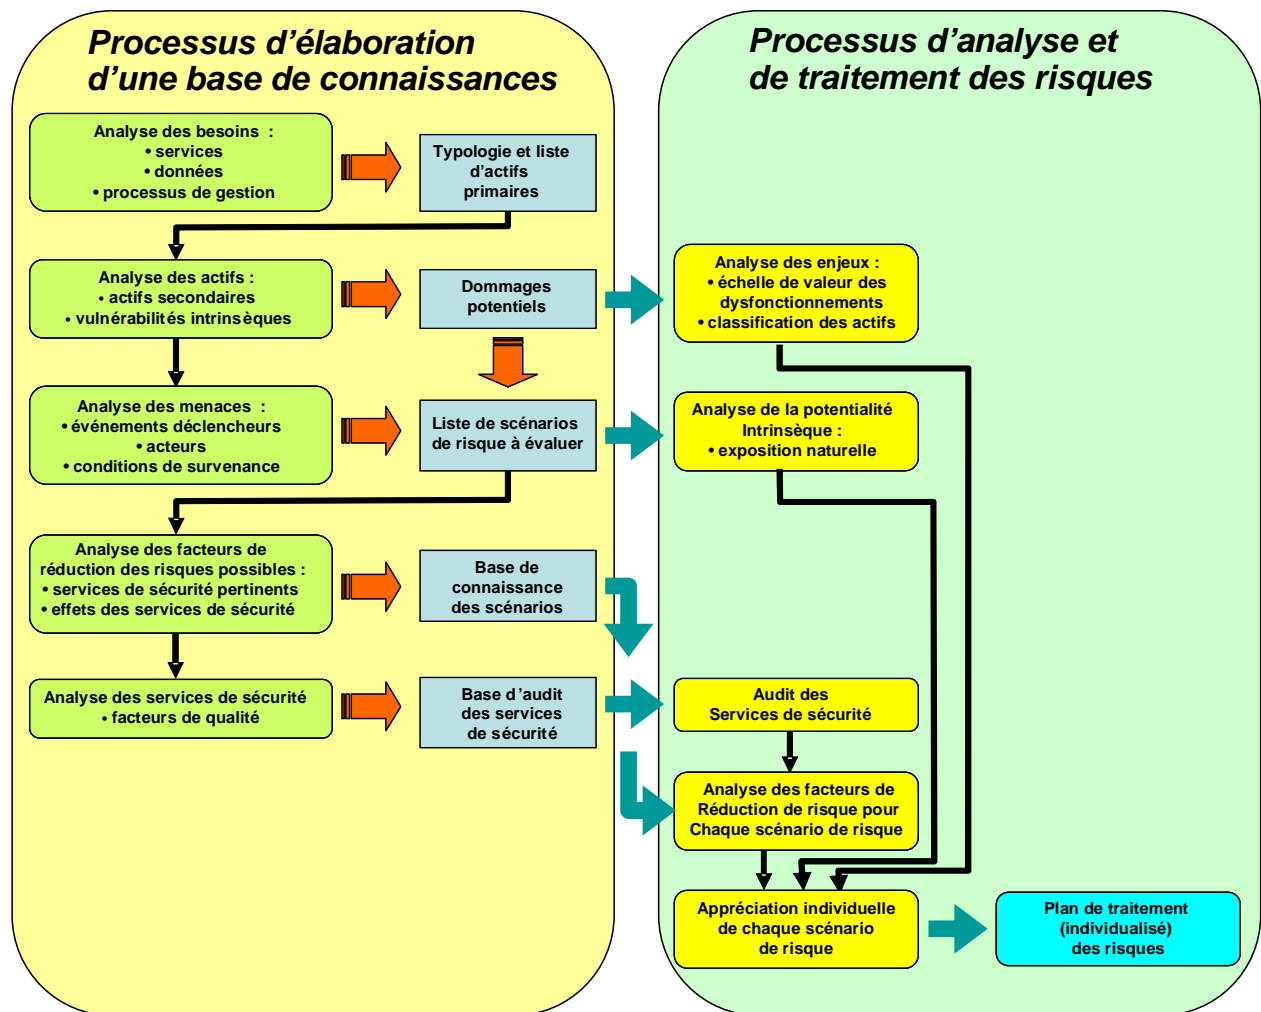 Processus d'élaboration
d'une base de connaissances
Analyse des besoins :
• services
• données
• processus de gestion
Typologie et liste
d'actifs
primaires
Analyse des actifs :
• actifs secondaires
• vulnérabilités intrinsèques
Dommages
potentiels
Analyse des menaces :
• événements déclencheurs
• acteurs
• conditions de survenance
Liste de scénarios
de risque à évaluer
Analyse des facteurs de
réduction des risques possibles :
• services de sécurité pertinents
• effets des services de sécurité
Base de
connaissance
des scénarios
Analyse des services de sécurité
• facteurs de qualité
Base d'audit
des services
de sécurité
Processus d'analyse et
de traitement des risques
Analyse des enjeux :
• échelle de valeur des
dysfonctionnements
• classification des actifs
Analyse de la potentialité
Intrinsèque :
• exposition naturelle
Audit des
Services de sécurité
Analyse des facteurs de
Réduction de risque pour
Chaque scénario de risque
Appréciation individuelle
de chaque scénario
de risque
Plan de traitement
(individualisé)
des risques